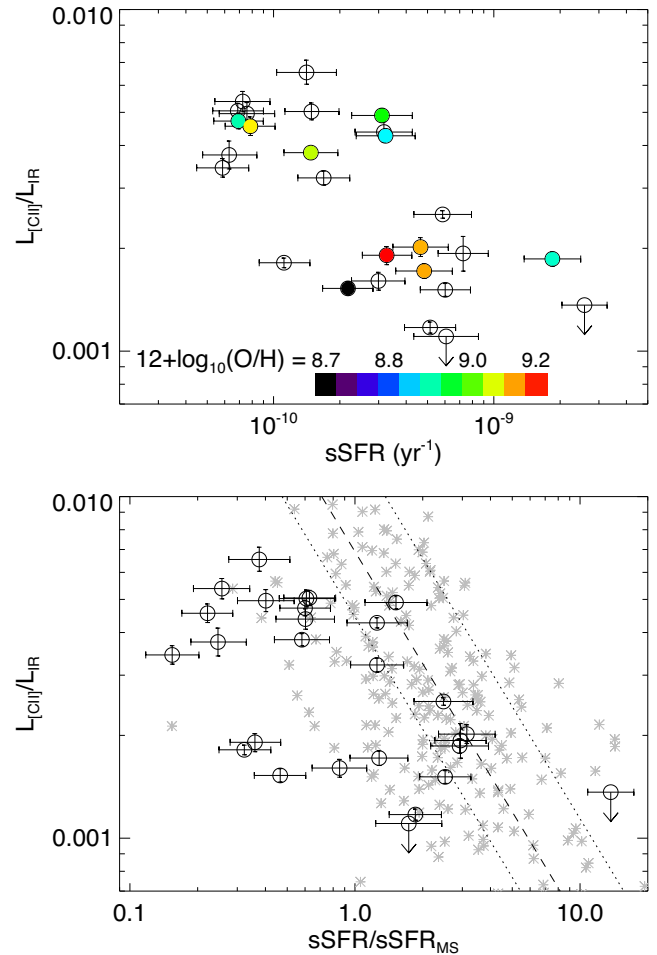 0.010
L[CII]/LIR
0.001
12+log10(O/H) =
8.7 8.8 9.0 9.2
10-10 10-9
sSFR (yr-1)
0.010
L[CII]/LIR
0.001
0.1 1.0 10.0
sSFR/sSFRMS